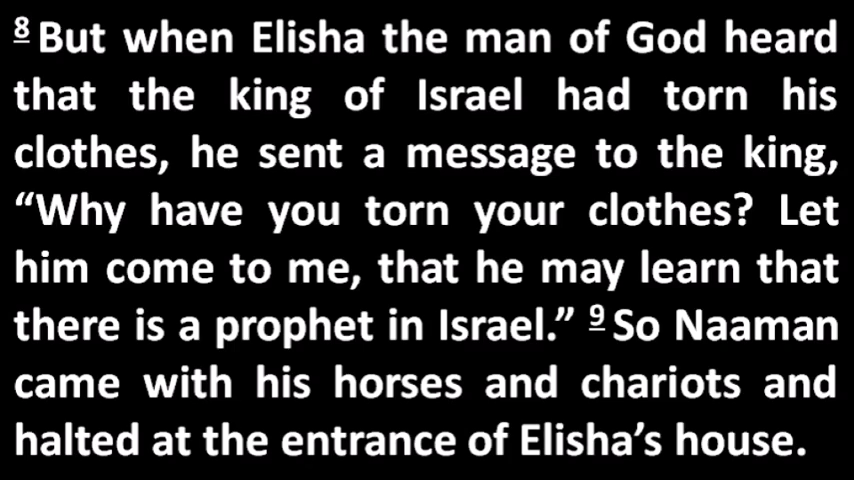 8 But when Elisha the man of God heard
that the king of Israel had torn his
clothes, he sent a message to the king,
“Why have you torn your clothes? Let
him come to me, that he may learn that
there is a prophet in Israel.” 9 So Naaman
came with his horses and chariots and
halted at the entrance of Elisha’s house.